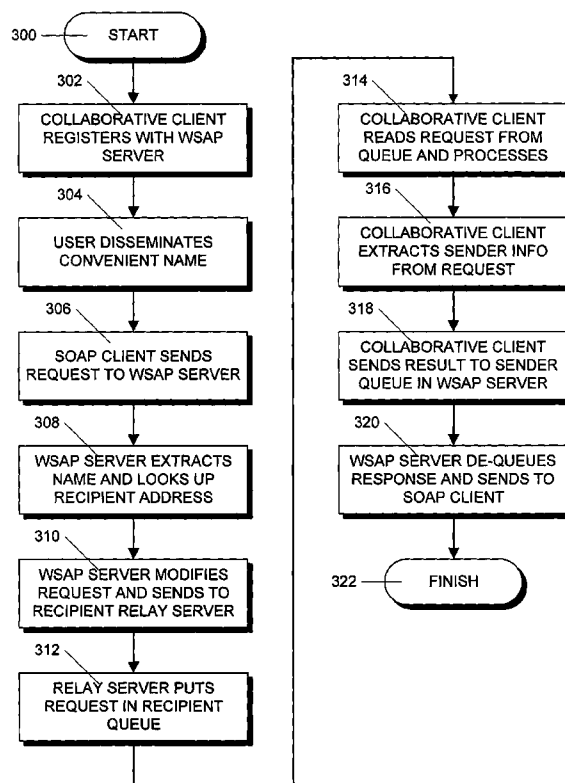 300
START
302
COLLABORATIVE CLIENT
REGISTERS WITH WSAP
SERVER
304
USER DISSEMINATES
CONVENIENT NAME
306
SOAP CLIENT SENDS
REQUEST TO WSAP SERVER
308
WSAP SERVER EXTRACTS
NAME AND LOOKS UP
RECIPIENT ADDRESS
310
WSAP SERVER MODIFIES
REQUEST AND SENDS TO
RECIPIENT RELAY SERVER
312
RELAY SERVER PUTS
REQUEST IN RECIPIENT
QUEUE
314
COLLABORATIVE CLIENT
READS REQUEST FROM
QUEUE AND PROCESSES
316
COLLABORATIVE CLIENT
EXTRACTS SENDER INFO
FROM REQUEST
318
COLLABORATIVE CLIENT
SENDS RESULT TO SENDER
QUEUE IN WSAP SERVER
320
WSAP SERVER DE-QUEUES
RESPONSE AND SENDS TO
SOAP CLIENT
322
FINISH